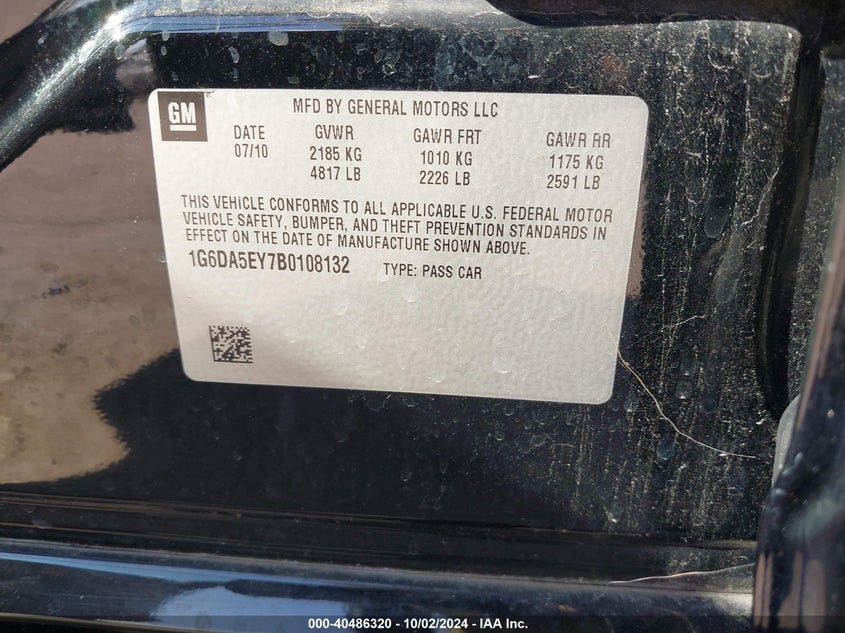 GM
MFD BY GENERAL MOTORS LLC
DATE GVWR GAWR FRT GAWR RR
07/10 2185 KG 1010 KG 1175 KG
4817 LB 2226 LB 2591 LB
THIS VEHICLE CONFORMS TO ALL APPLICABLE U.S. FEDERAL MOTOR
VEHICLE SAFETY, BUMPER, AND THEFT PREVENTION STANDARDS IN
EFFECT ON THE DATE OF MANUFACTURE SHOWN ABOVE.
1G6DA5EY7B0108132 TYPE: PASS CAR
000-40486320 - 10/02/2024 - IAA Inc.